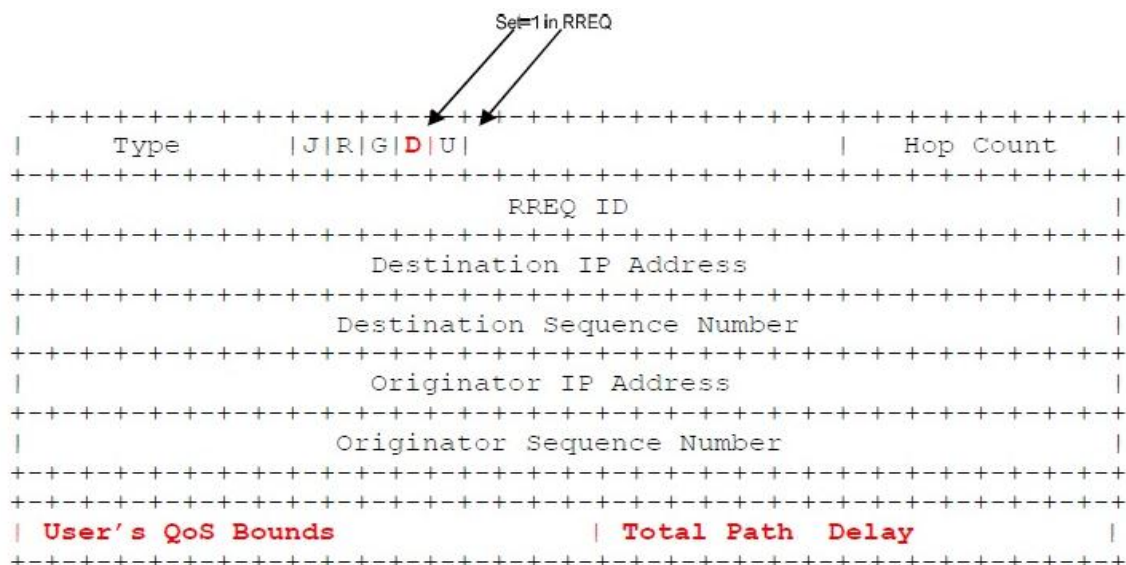 Set=1 in RREQ
-+-+-+-+-+-+-+-+-+-+-+-+-+-+-+-+-+-+-+-+-+-+-+-+-+-+-+-+-+-+-+-+
| Type |J|R|G|D|U| | Hop Count |
+-+-+-+-+-+-+-+-+-+-+-+-+-+-+-+-+-+-+-+-+-+-+-+-+-+-+-+-+-+-+-+-+
| RREQ ID |
+-+-+-+-+-+-+-+-+-+-+-+-+-+-+-+-+-+-+-+-+-+-+-+-+-+-+-+-+-+-+-+-+
| Destination IP Address |
+-+-+-+-+-+-+-+-+-+-+-+-+-+-+-+-+-+-+-+-+-+-+-+-+-+-+-+-+-+-+-+-+
| Destination Sequence Number |
+-+-+-+-+-+-+-+-+-+-+-+-+-+-+-+-+-+-+-+-+-+-+-+-+-+-+-+-+-+-+-+-+
| Originator IP Address |
+-+-+-+-+-+-+-+-+-+-+-+-+-+-+-+-+-+-+-+-+-+-+-+-+-+-+-+-+-+-+-+-+
| Originator Sequence Number |
+-+-+-+-+-+-+-+-+-+-+-+-+-+-+-+-+-+-+-+-+-+-+-+-+-+-+-+-+-+-+-+-+
+-+-+-+-+-+-+-+-+-+-+-+-+-+-+-+-+-+-+-+-+-+-+-+-+-+-+-+-+-+-+-+-+
| User's QoS Bounds | Total Path Delay |
+-+-+-+-+-+-+-+-+-+-+-+-+-+-+-+-+-+-+-+-+-+-+-+-+-+-+-+-+-+-+-+-+